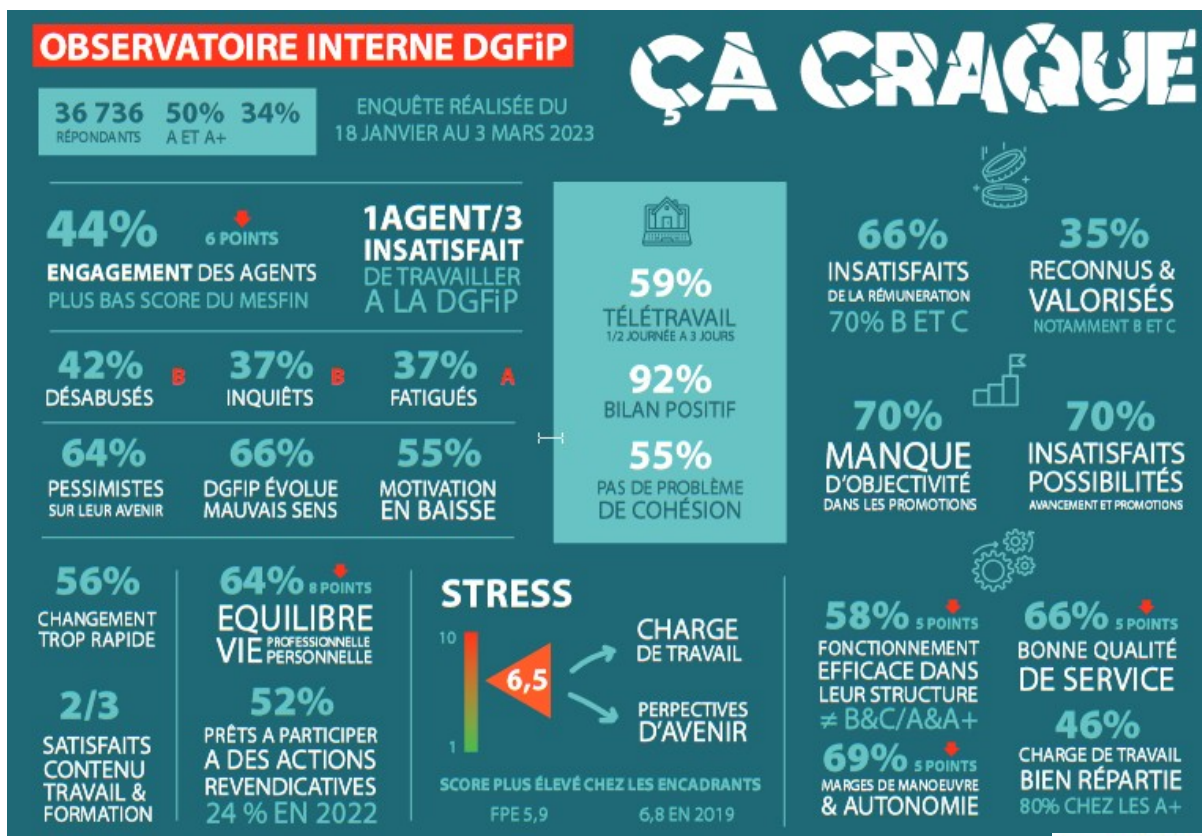 OBSERVATOIRE INTERNE DGFiP
ÇA CRAQUE
36 736 50% 34%
RÉPONDANTS A ET A+
ENQUÊTE RÉALISÉE DU
18 JANVIER AU 3 MARS 2023
44%
6 POINTS
ENGAGEMENT DES AGENTS
PLUS BAS SCORE DU MESFIN
1AGENT/3
INSATISFAIT
DE TRAVAILLER
A LA DGFiP
42% B
DÉSABUSÉS
37% B
INQUIÊTS
37% A
FATIGUÉS
64%
PESSIMISTES
SUR LEUR AVENIR
66%
DGFIP ÉVOLUE
MAUVAIS SENS
55%
MOTIVATION
EN BAISSE
59%
TÉLÉTRAVAIL
1/2 JOURNÉE A 3 JOURS
92%
BILAN POSITIF
55%
PAS DE PROBLÈME
DE COHÉSION
66%
INSATISFAITS
DE LA RÉMUNERATION
70% B ET C
35%
RECONNUS &
VALORISÉS
NOTAMMENT B ET C
70%
MANQUE
D'OBJECTIVITÉ
DANS LES PROMOTIONS
70%
INSATISFAITS
POSSIBILITÉS
AVANCEMENT ET PROMOTIONS
56%
CHANGEMENT
TROP RAPIDE
2/3
SATISFAITS
CONTENU
TRAVAIL &
FORMATION
64% 8 POINTS
EQUILIBRE
VIE PROFESSIONNELLE
PERSONNELLE
52%
PRÊTS A PARTICIPER
A DES ACTIONS
REVENDICATIVES
24 % EN 2022
STRESS
10
6,5
1
CHARGE
DE TRAVAIL
PERPECTIVES
D'AVENIR
SCORE PLUS ÉLEVÉ CHEZ LES ENCADRANTS
FPE 5,9 6,8 EN 2019
58% 5 POINTS
FONCTIONNEMENT
EFFICACE DANS
LEUR STRUCTURE
≠ B&C/A&A+
69% 5 POINTS
MARGES DE MANOEUVRE
& AUTONOMIE
66% 5 POINTS
BONNE QUALITÉ
DE SERVICE
46%
CHARGE DE TRAVAIL
BIEN RÉPARTIE
80% CHEZ LES A+